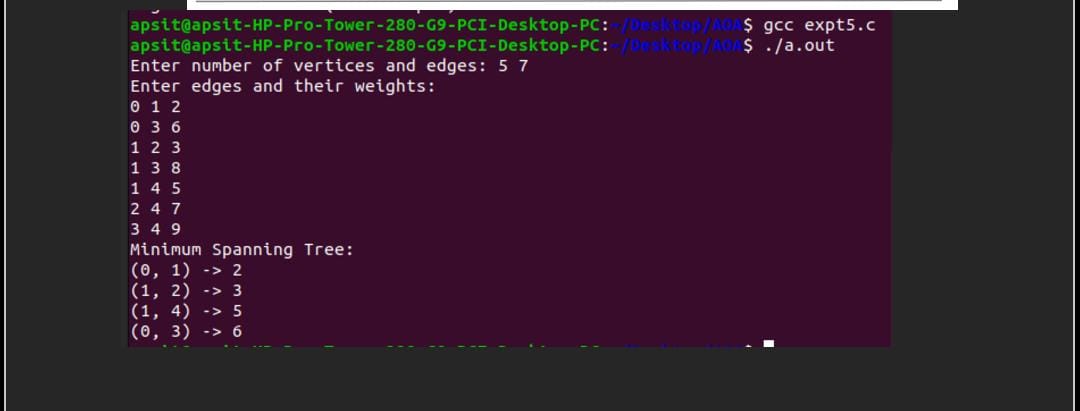 apsit@apsit-HP-Pro-Tower-280-G9-PCI-Desktop-PC:~/Desktop/AOA$ gcc expt5.c
apsit@apsit-HP-Pro-Tower-280-G9-PCI-Desktop-PC:~/Desktop/AOA$ ./a.out
Enter number of vertices and edges: 5 7
Enter edges and their weights:
0 1 2
0 3 6
1 2 3
1 3 8
1 4 5
2 4 7
3 4 9
Minimum Spanning Tree:
(0, 1) -> 2
(1, 2) -> 3
(1, 4) -> 5
(0, 3) -> 6